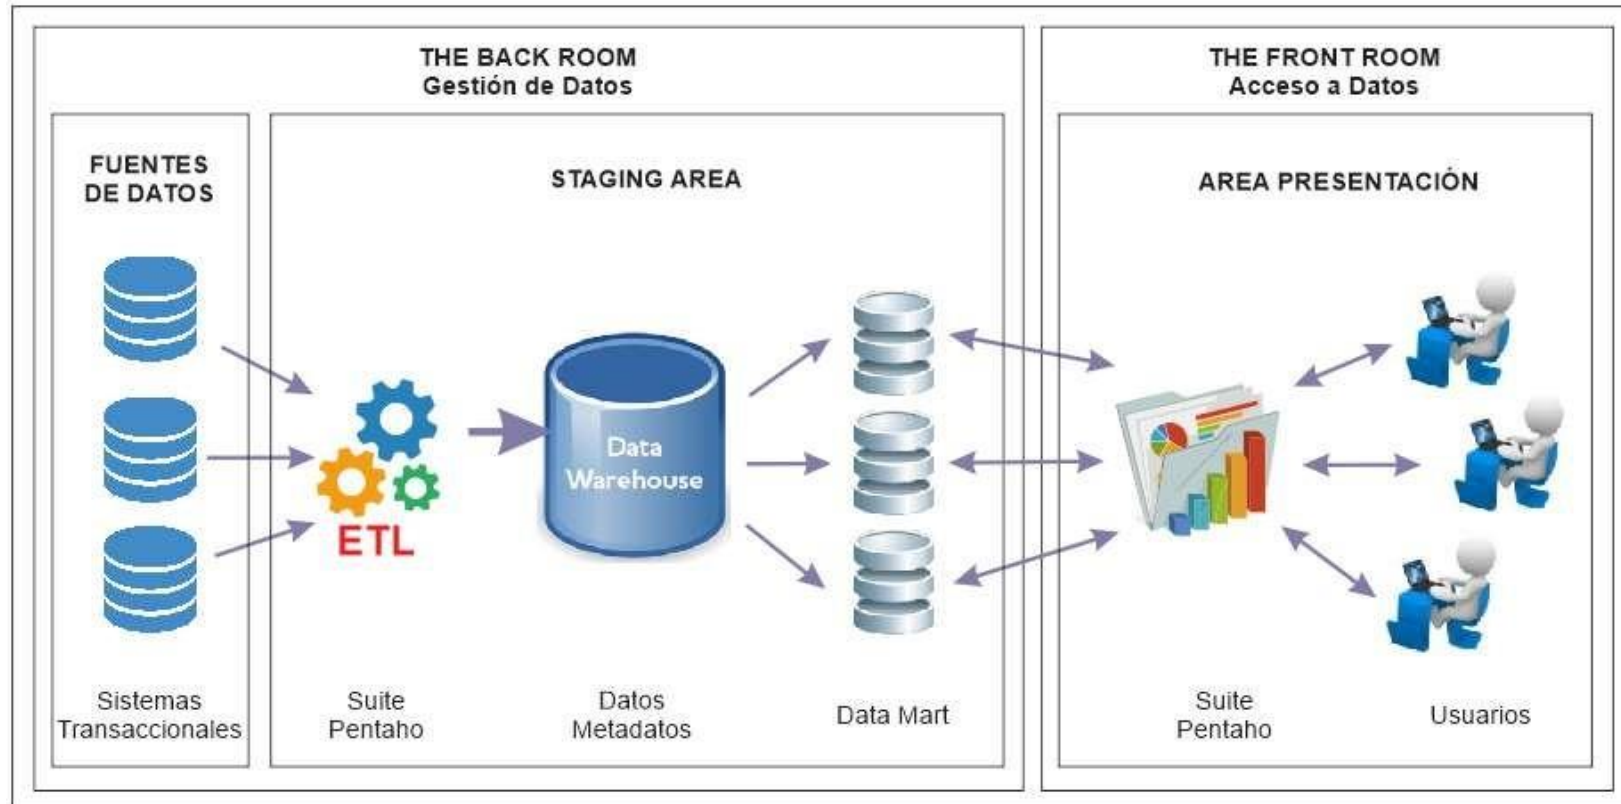 THE BACK ROOM
Gestión de Datos
THE FRONT ROOM
Acceso a Datos
FUENTES
DE DATOS
STAGING AREA
AREA PRESENTACIÓN
Data
Warehouse
ETL
Sistemas
Transaccionales
Suite
Pentaho
Datos
Metadatos
Data Mart
Suite
Pentaho
Usuarios